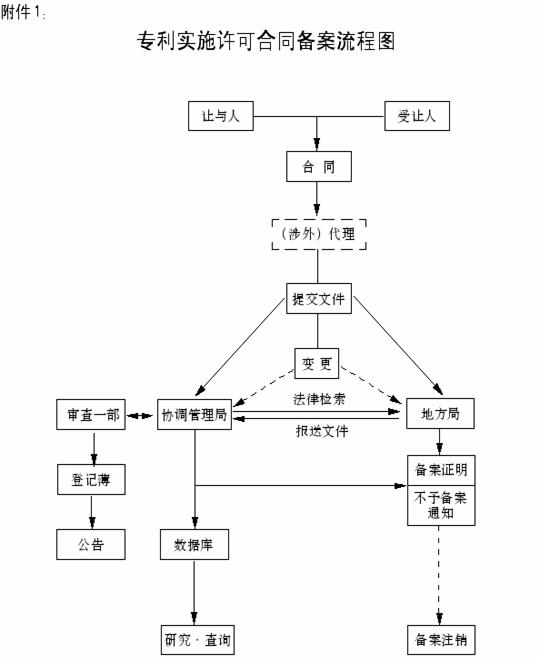 附件1:
专利实施许可合同备案流程图
让与人
受让人
合 同
(涉外) 代理
提交文件
变 更
法律检索
审查一部
协调管理局
地方局
报送文件
登记薄
备案证明
不予备案
通知
公告
数据库
研究·查询
备案注销